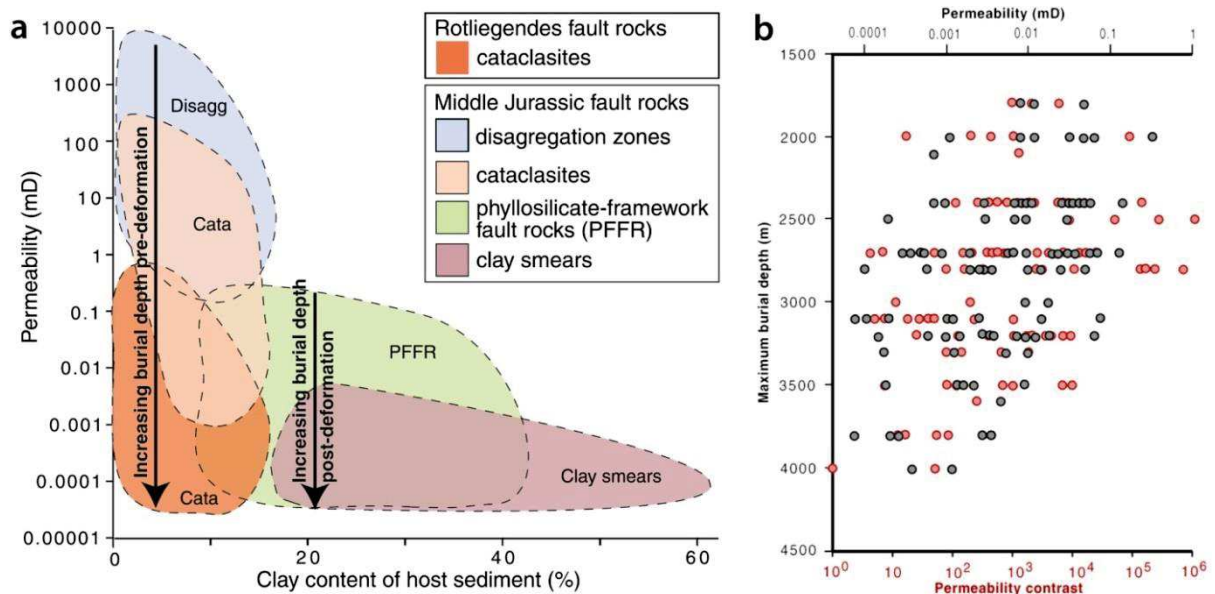 a
Permeability (mD)
10000
1000
100
10
1
0.1
0.01
0.001
0.0001
0.00001
0
20
40
60
Clay content of host sediment (%)
Disagg
Cata
Cata
PFFR
Clay smears
Increasing burial depth pre-deformation
Increasing burial depth
post-deformation
Rotliegendes fault rocks
cataclasites
Middle Jurassic fault rocks
disagregation zones
cataclasites
phyllosilicate-framework
fault rocks (PFFR)
clay smears
b
Permeability (mD)
0.0001
0.001
0.01
0.1
1
Maximum burial depth (m)
1500
2000
2500
3000
3500
4000
4500
10⁰
10
10²
10³
10⁴
10⁵
10⁶
Permeability contrast